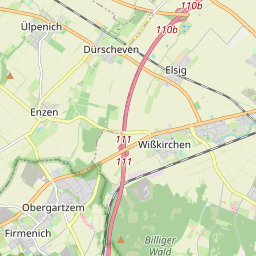 110b
Ülpenich
110b
Dürscheven
Elsig
Enzen
111
Wißkirchen
111
Obergartzem
Firmenich
Billiger
Wald